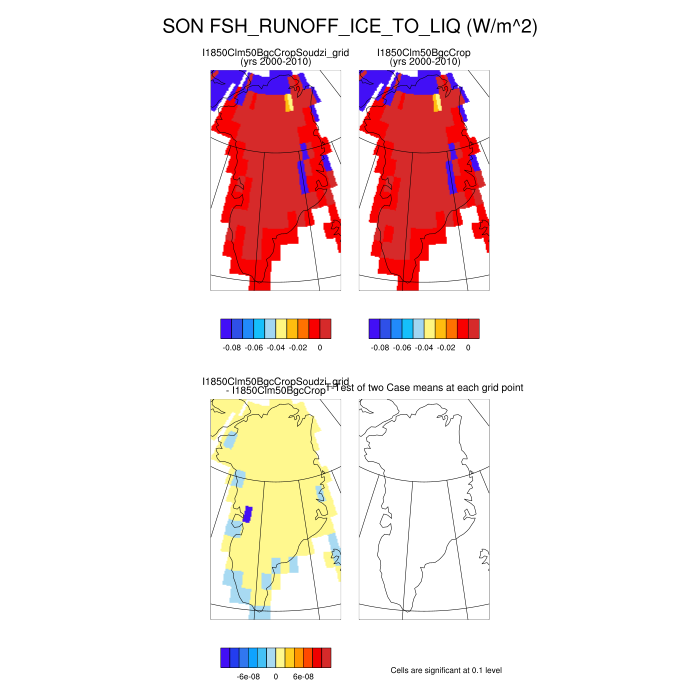 SON FSH_RUNOFF_ICE_TO_LIQ (W/m^2)
I1850Clm50BgcCropSoudzi_grid
(yrs 2000-2010)
I1850Clm50BgcCrop
(yrs 2000-2010)
-0.08 -0.06 -0.04 -0.02 0
-0.08 -0.06 -0.04 -0.02 0
I1850Clm50BgcCropSoudzi_grid
- I1850Clm50BgcCrop
T-Test of two Case means at each grid point
-6e-08 0 6e-08
Cells are significant at 0.1 level